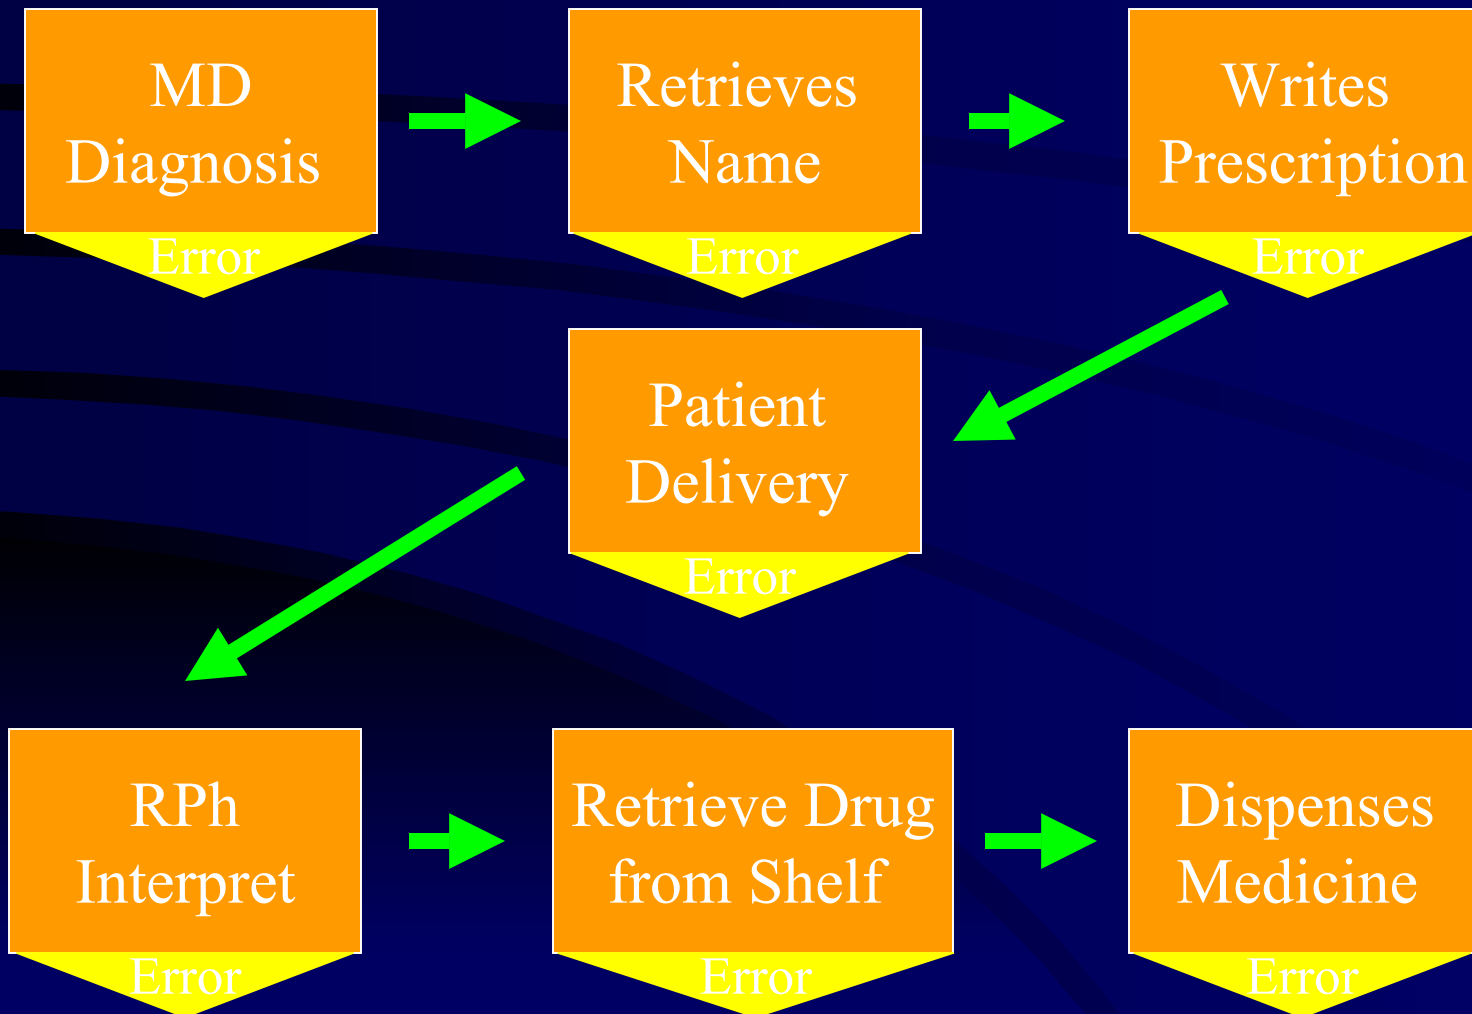 MD
Diagnosis
Error
Retrieves
Name
Error
Writes
Prescription
Error
Patient
Delivery
Error
RPh
Interpret
Error
Retrieve Drug
from Shelf
Error
Dispenses
Medicine
Error